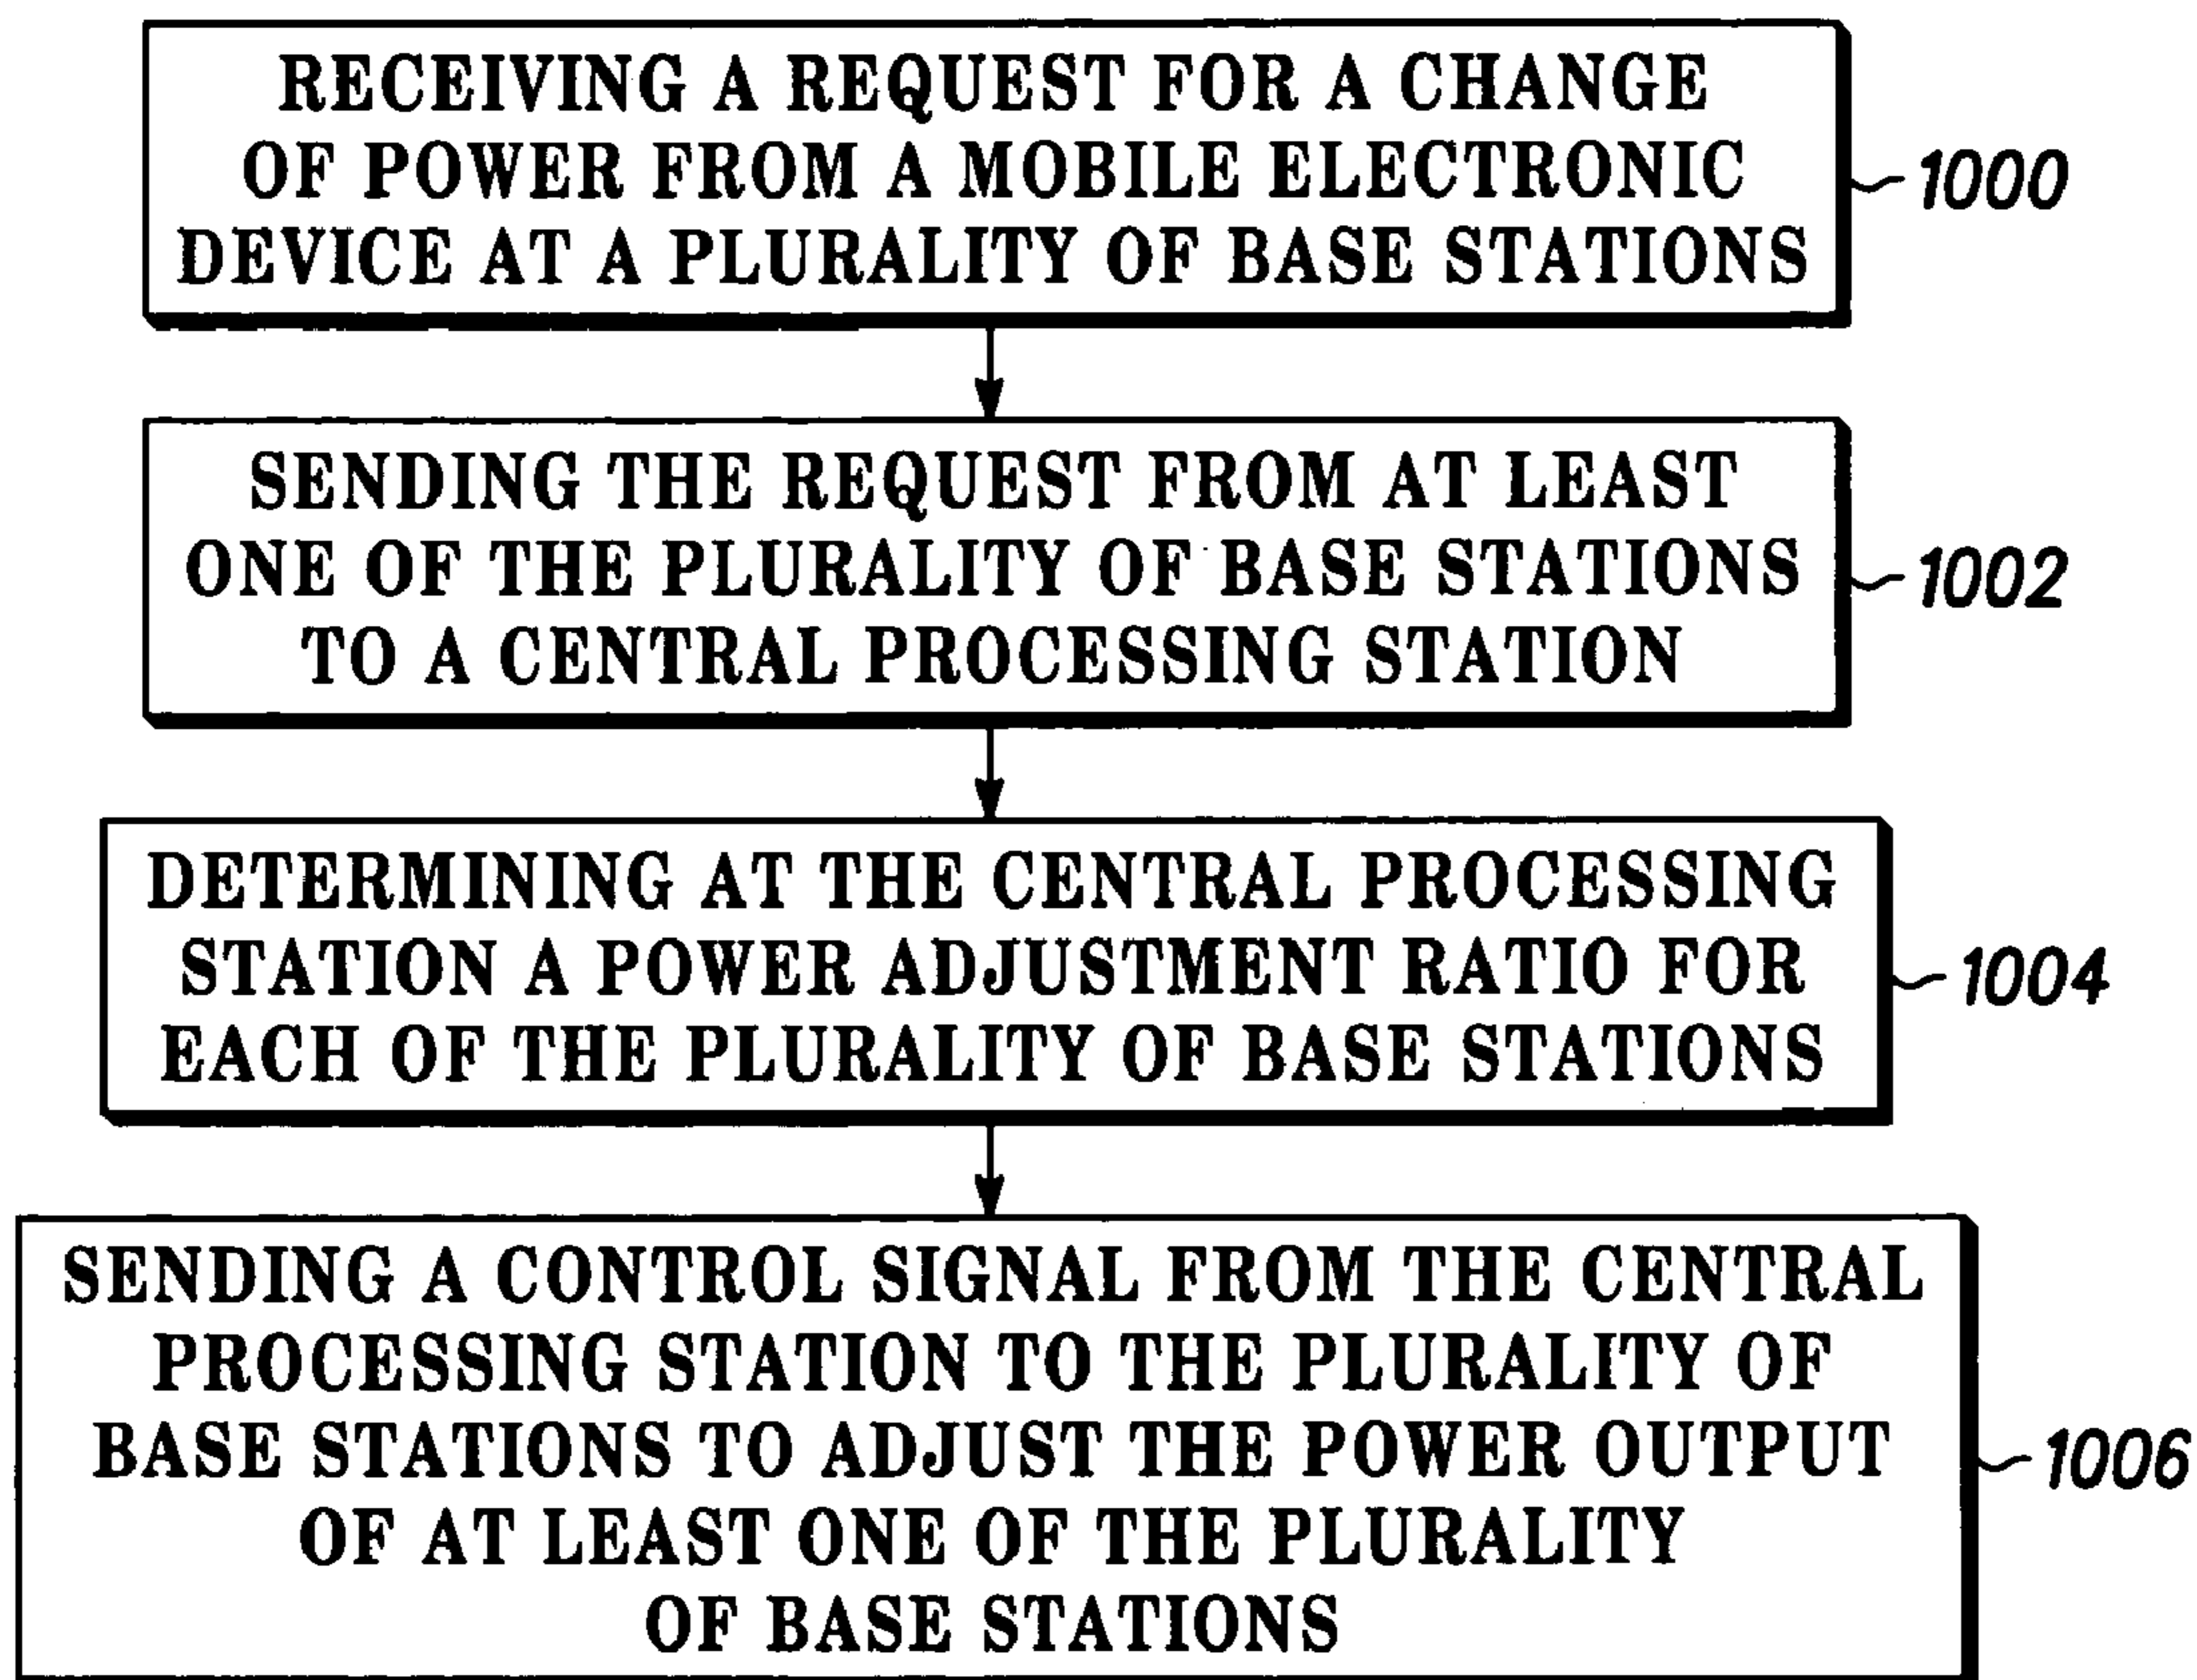 RECEIVING A REQUEST FOR A CHANGE
OF POWER FROM A MOBILE ELECTRONIC
DEVICE AT A PLURALITY OF BASE STATIONS
1000
SENDING THE REQUEST FROM AT LEAST
ONE OF THE PLURALITY OF BASE STATIONS
TO A CENTRAL PROCESSING STATION
1002
DETERMINING AT THE CENTRAL PROCESSING
STATION A POWER ADJUSTMENT RATIO FOR
EACH OF THE PLURALITY OF BASE STATIONS
1004
SENDING A CONTROL SIGNAL FROM THE CENTRAL
PROCESSING STATION TO THE PLURALITY OF
BASE STATIONS TO ADJUST THE POWER OUTPUT
OF AT LEAST ONE OF THE PLURALITY
OF BASE STATIONS
1006